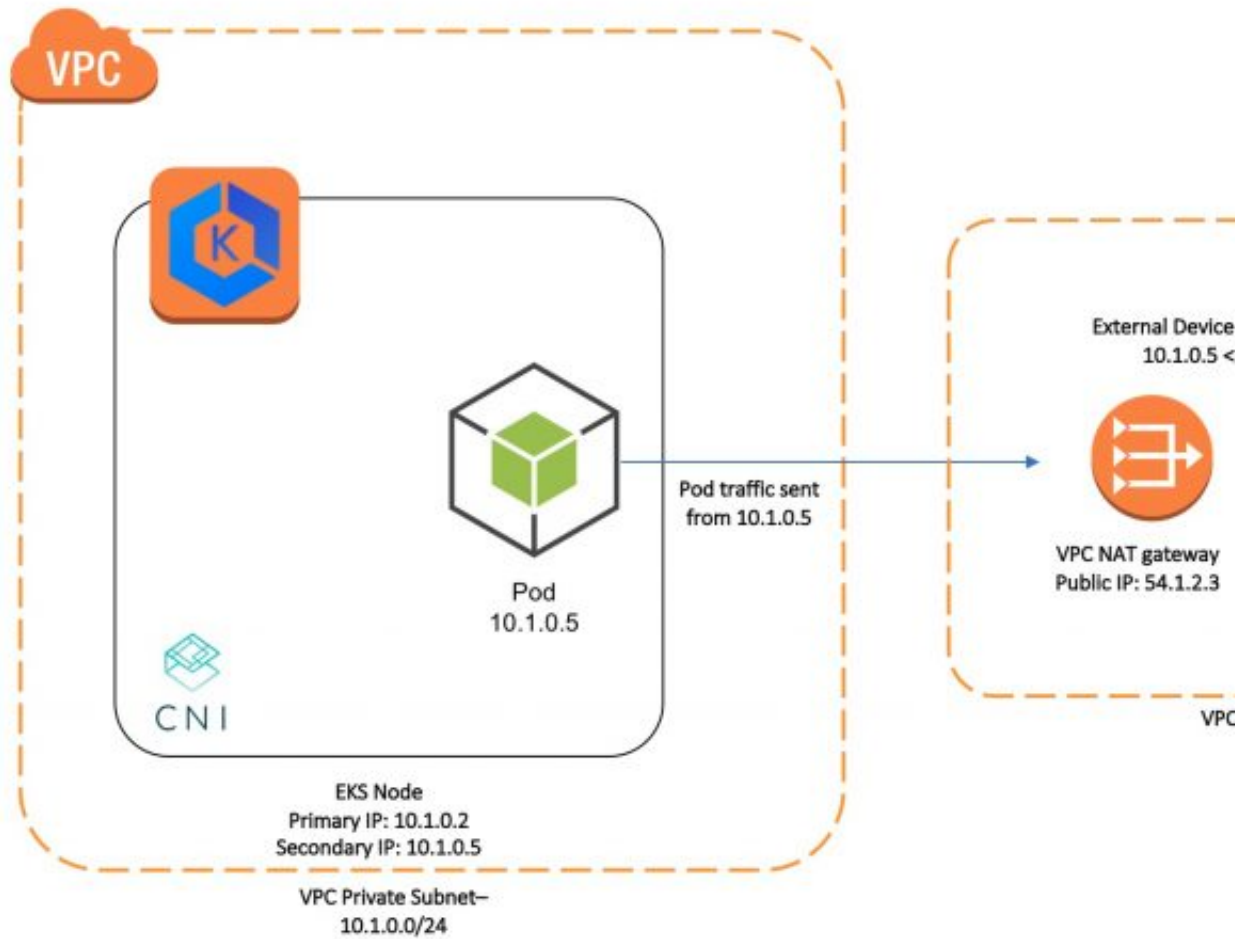 VPC
K
External Device
10.1.0.5 <
Pod traffic sent
from 10.1.0.5
VPC NAT gateway
Public IP: 54.1.2.3
Pod
10.1.0.5
CNI
VPC
EKS Node
Primary IP: 10.1.0.2
Secondary IP: 10.1.0.5
VPC Private Subnet–
10.1.0.0/24